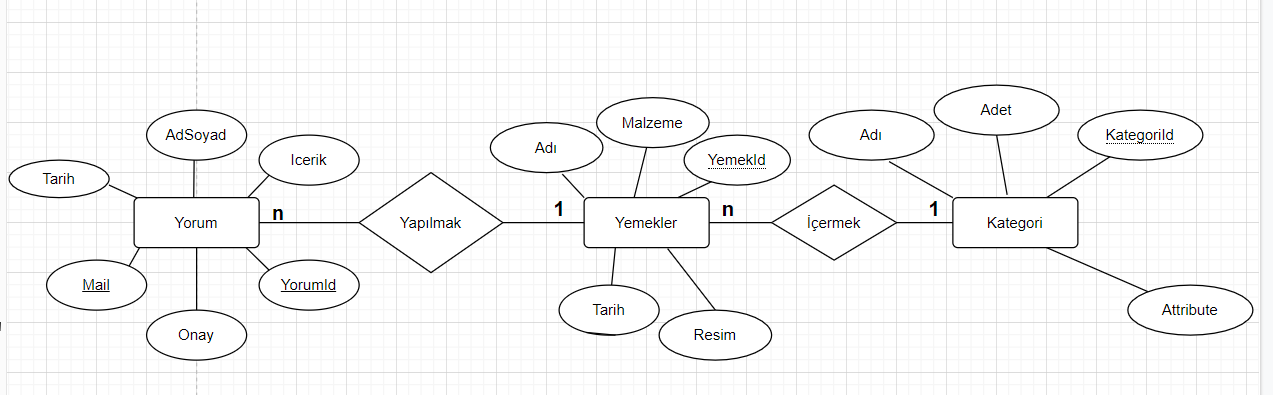 Adet
Malzeme
AdSoyad
Adı
KategoriId
Adı
Icerik
YemekId
Tarih
n
1
n
1
Yorum
Yapılmak
Yemekler
İçermek
Kategori
Mail
YorumId
Tarih
Attribute
Onay
Resim